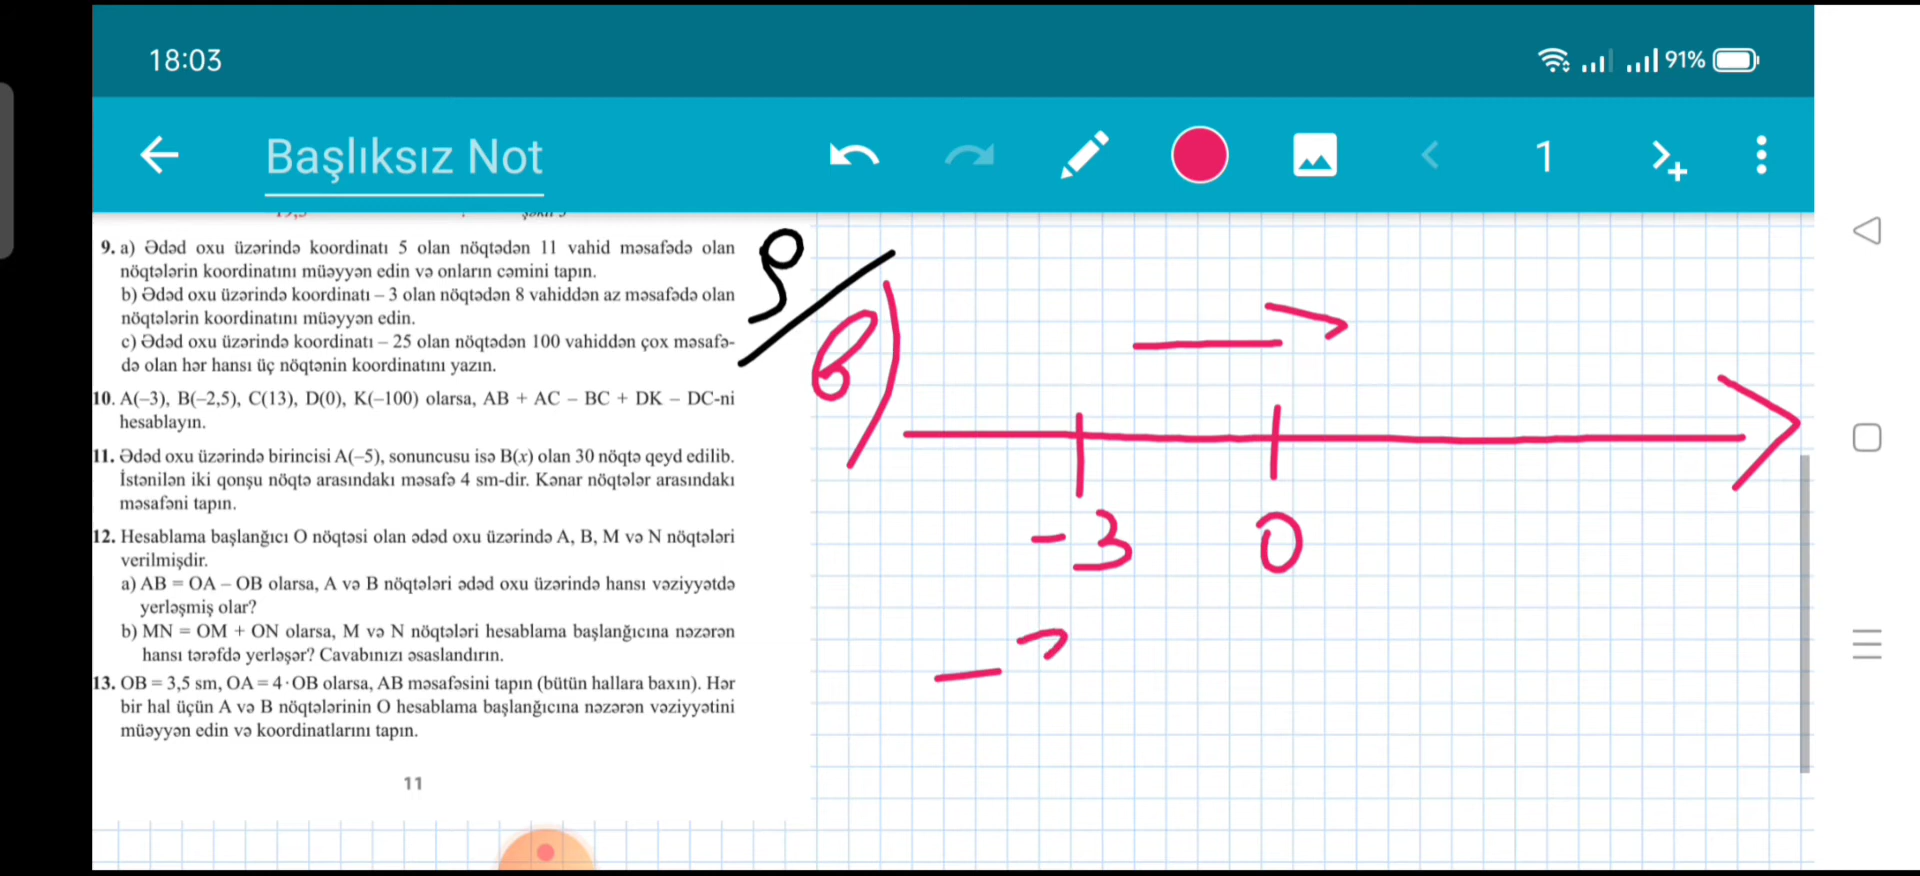 18:03
91%
Başlıksız Not
1
9. a) Ədəd oxu üzərində koordinatı 5 olan nöqtədən 11 vahid məsafədə olan
nöqtələrin koordinatını müəyyən edin və onların cəmini tapın.
b) Ədəd oxu üzərində koordinatı – 3 olan nöqtədən 8 vahiddən az məsafədə olan
nöqtələrin koordinatını müəyyən edin.
c) Ədəd oxu üzərində koordinatı – 25 olan nöqtədən 100 vahiddən çox məsafə-
də olan hər hansı üç nöqtənin koordinatını yazın.
10. A(–3), B(–2,5), C(13), D(0), K(–100) olarsa, AB + AC – BC + DK – DC-ni
hesablayın.
11. Ədəd oxu üzərində birincisi A(–5), sonuncusu isə B(x) olan 30 nöqtə qeyd edilib.
İstənilən iki qonşu nöqtə arasındakı məsafə 4 sm-dir. Kənar nöqtələr arasındakı
məsafəni tapın.
12. Hesablama başlanğıcı O nöqtəsi olan ədəd oxu üzərində A, B, M və N nöqtələri
verilmişdir.
a) AB = OA – OB olarsa, A və B nöqtələri ədəd oxu üzərində hansı vəziyyətdə
yerləşmiş olar?
b) MN = OM + ON olarsa, M və N nöqtələri hesablama başlanğıcına nəzərən
hansı tərəfdə yerləşər? Cavabınızı əsaslandırın.
13. OB = 3,5 sm, OA = 4 · OB olarsa, AB məsafəsini tapın (bütün hallara baxın). Hər
bir hal üçün A və B nöqtələrinin O hesablama başlanğıcına nəzərən vəziyyətini
müəyyən edin və koordinatlarını tapın.
11
9/
b)
-3 0